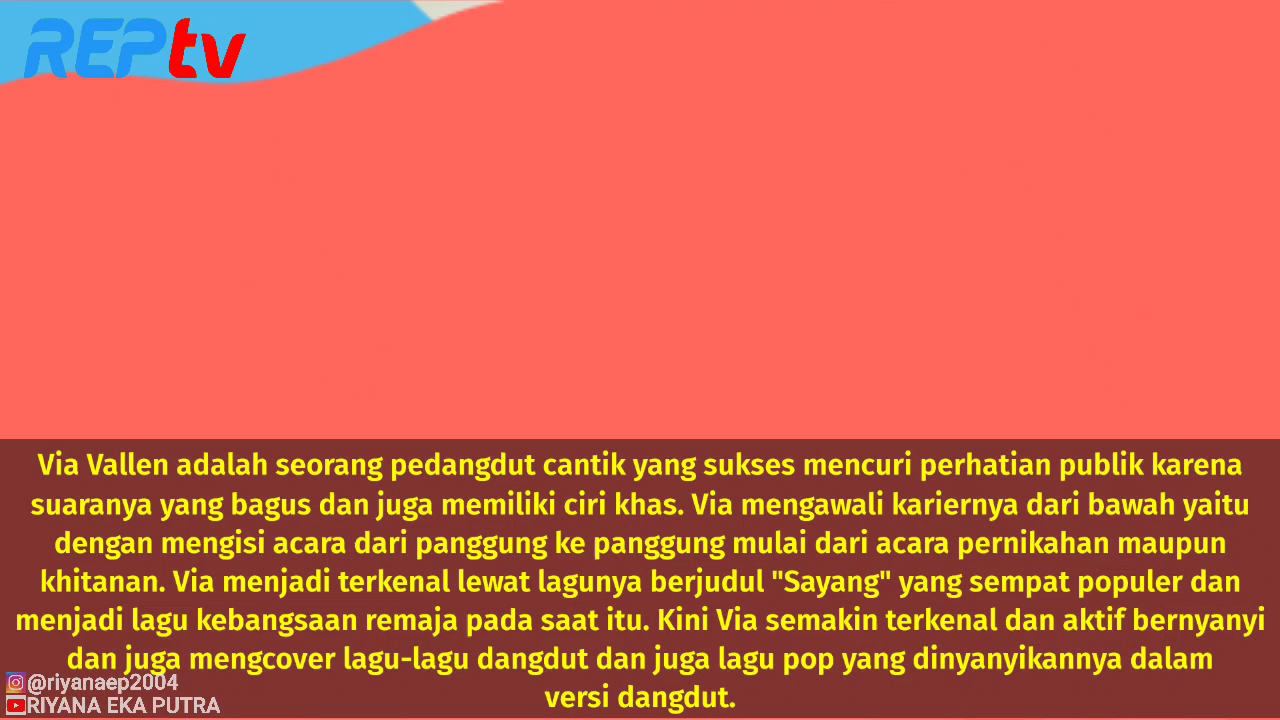 REPtv
Via Vallen adalah seorang pedangdut cantik yang sukses mencuri perhatian publik karena
suaranya yang bagus dan juga memiliki ciri khas. Via mengawali kariernya dari bawah yaitu
dengan mengisi acara dari panggung ke panggung mulai dari acara pernikahan maupun
khitanan. Via menjadi terkenal lewat lagunya berjudul "Sayang" yang sempat populer dan
menjadi lagu kebangsaan remaja pada saat itu. Kini Via semakin terkenal dan aktif bernyanyi
dan juga mengcover lagu-lagu dangdut dan juga lagu pop yang dinyanyikannya dalam
versi dangdut.
@riyanaep2004
RIYANA EKA PUTRA